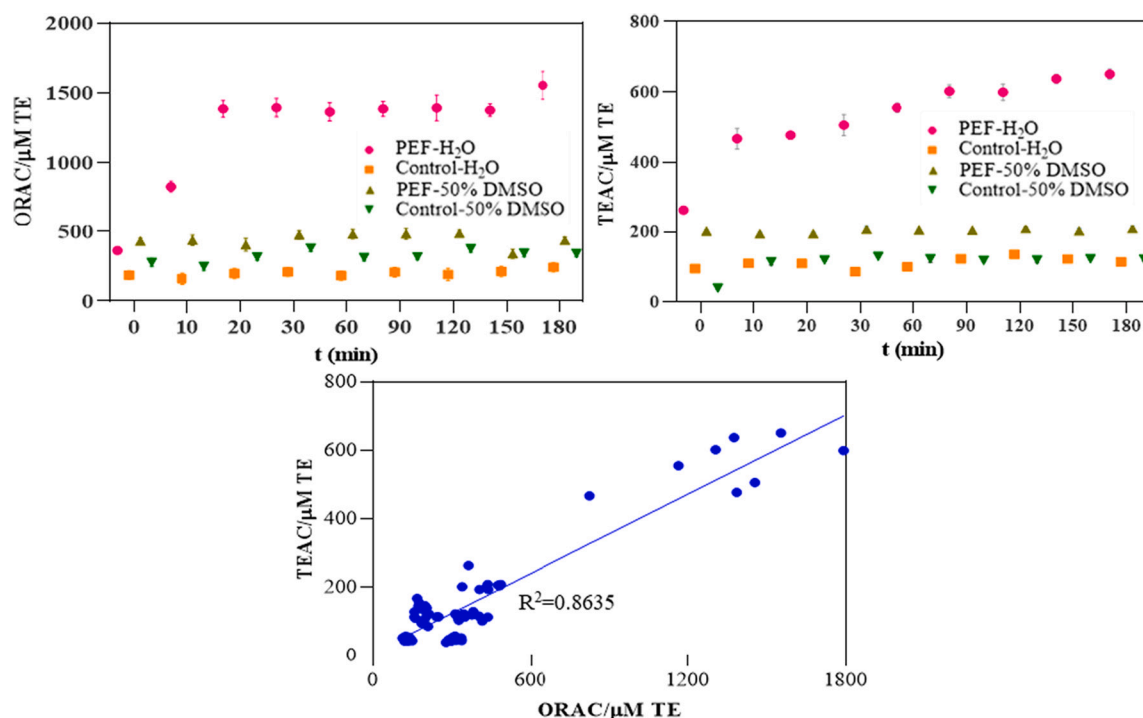 2000
1500
1000
500
0
ORAC/µM TE
PEF-H₂O
Control-H₂O
PEF-50% DMSO
Control-50% DMSO
0 10 20 30 60 90 120 150 180
t (min)
800
600
400
200
0
TEAC/µM TE
PEF-H₂O
Control-H₂O
PEF-50% DMSO
Control-50% DMSO
0 10 20 30 60 90 120 150 180
t (min)
800
600
400
200
0
TEAC/µM TE
R²=0.8635
0 600 1200 1800
ORAC/µM TE